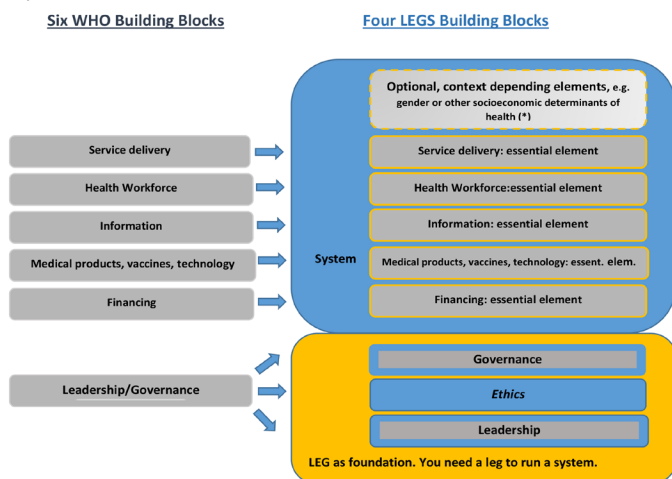 Six WHO Building Blocks
Four LEGS Building Blocks
Optional, context depending elements, e.g.
gender or other socioeconomic determinants of
health (*)
Service delivery
Service delivery: essential element
Health Workforce
Health Workforce:essential element
Information
Information: essential element
Medical products, vaccines, technology
System
Medical products, vaccines, technology: essent. elem.
Financing
Financing: essential element
Governance
Leadership/Governance
Ethics
Leadership
LEG as foundation. You need a leg to run a system.